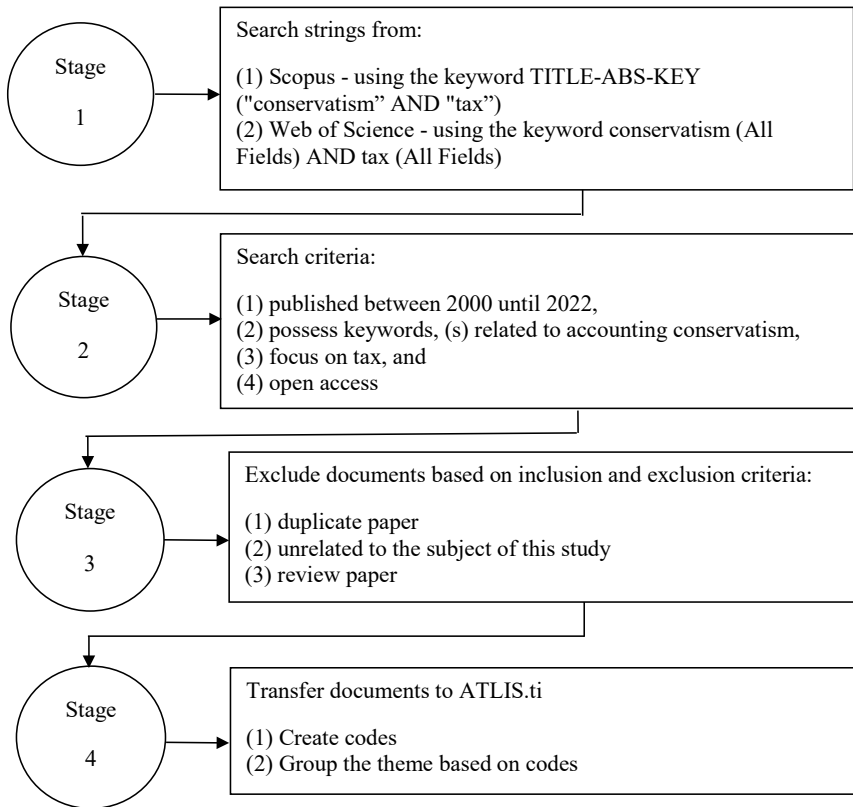 Stage
1
Search strings from:
(1) Scopus - using the keyword TITLE-ABS-KEY
("conservatism” AND "tax”)
(2) Web of Science - using the keyword conservatism (All
Fields) AND tax (All Fields)
Stage
2
Search criteria:
(1) published between 2000 until 2022,
(2) possess keywords, (s) related to accounting conservatism,
(3) focus on tax, and
(4) open access
Stage
3
Exclude documents based on inclusion and exclusion criteria:
(1) duplicate paper
(2) unrelated to the subject of this study
(3) review paper
Stage
4
Transfer documents to ATLIS.ti
(1) Create codes
(2) Group the theme based on codes